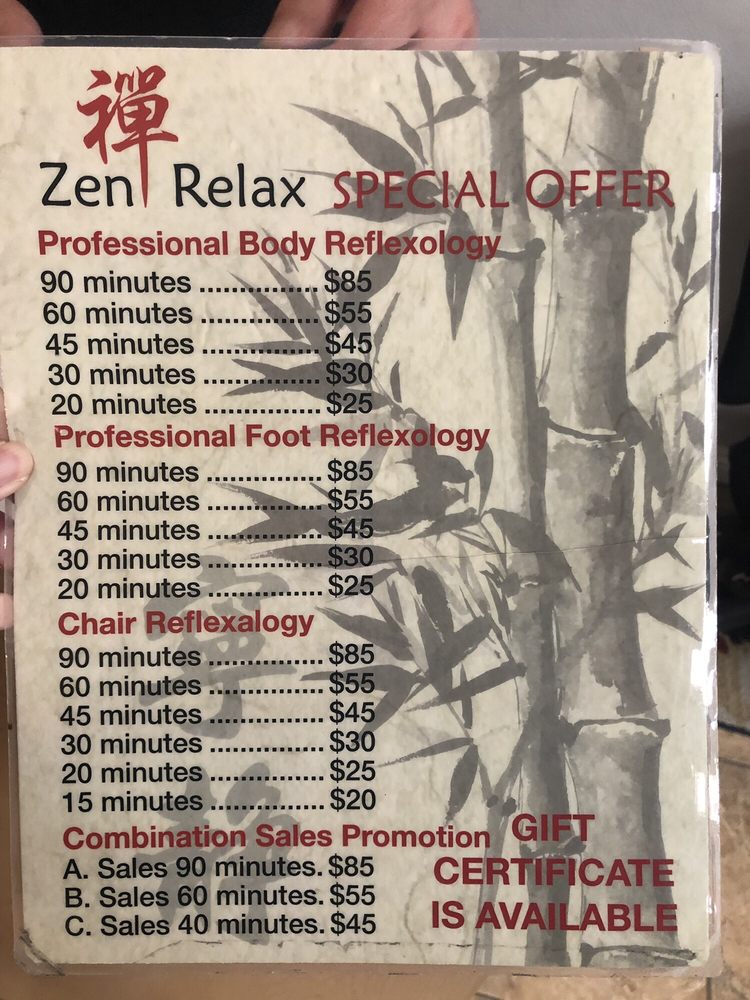 禪
Zen Relax SPECIAL OFFER
Professional Body Reflexology
90 minutes ............... $85
60 minutes ............... $55
45 minutes ............... $45
30 minutes ............... $30
20 minutes ............... $25
Professional Foot Reflexology
90 minutes ............... $85
60 minutes ............... $55
45 minutes ............... $45
30 minutes ............... $30
20 minutes ............... $25
Chair Reflexalogy
90 minutes ............... $85
60 minutes ............... $55
45 minutes ............... $45
30 minutes ............... $30
20 minutes ............... $25
15 minutes ............... $20
Combination Sales Promotion
A. Sales 90 minutes. $85
B. Sales 60 minutes. $55
C. Sales 40 minutes. $45
GIFT
CERTIFICATE
IS AVAILABLE